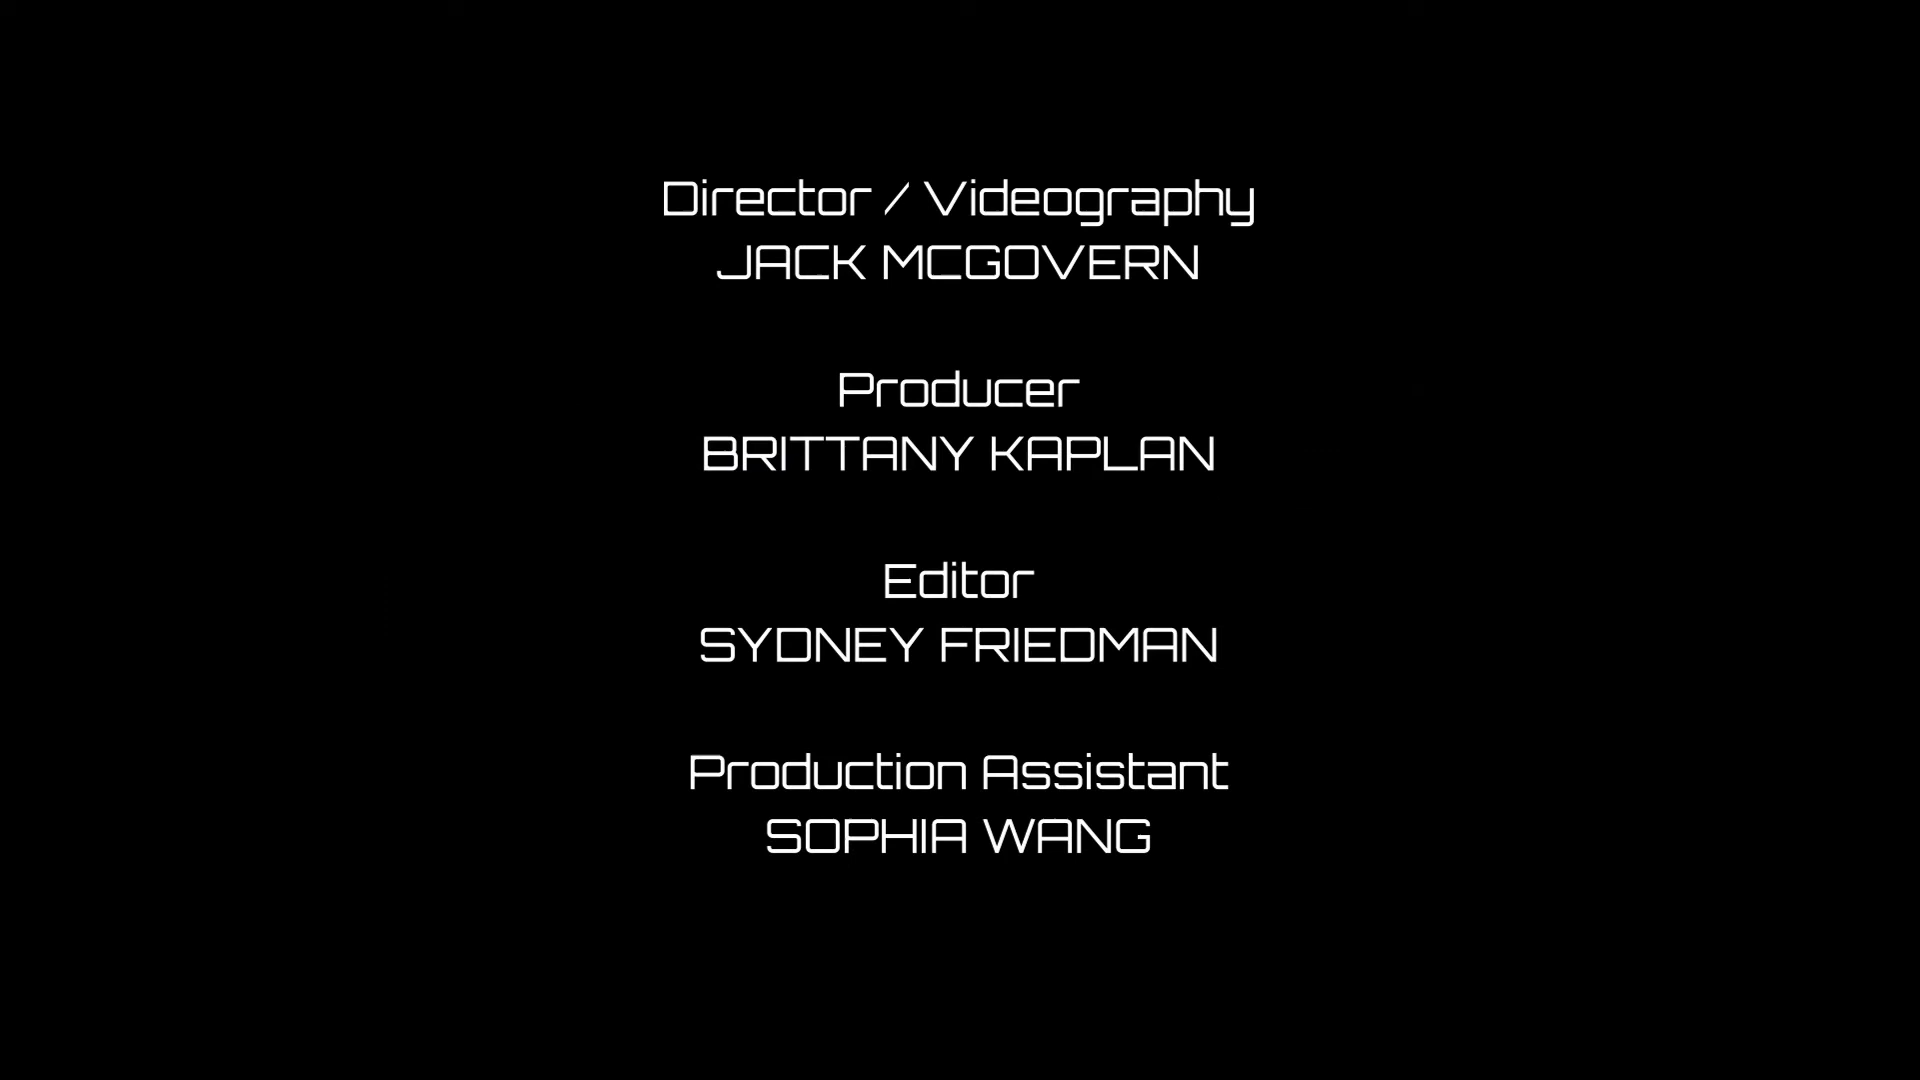 Director / Videography
JACK MCGOVERN
Producer
BRITTANY KAPLAN
Editor
SYDNEY FRIEDMAN
Production Assistant
SOPHIA WANG